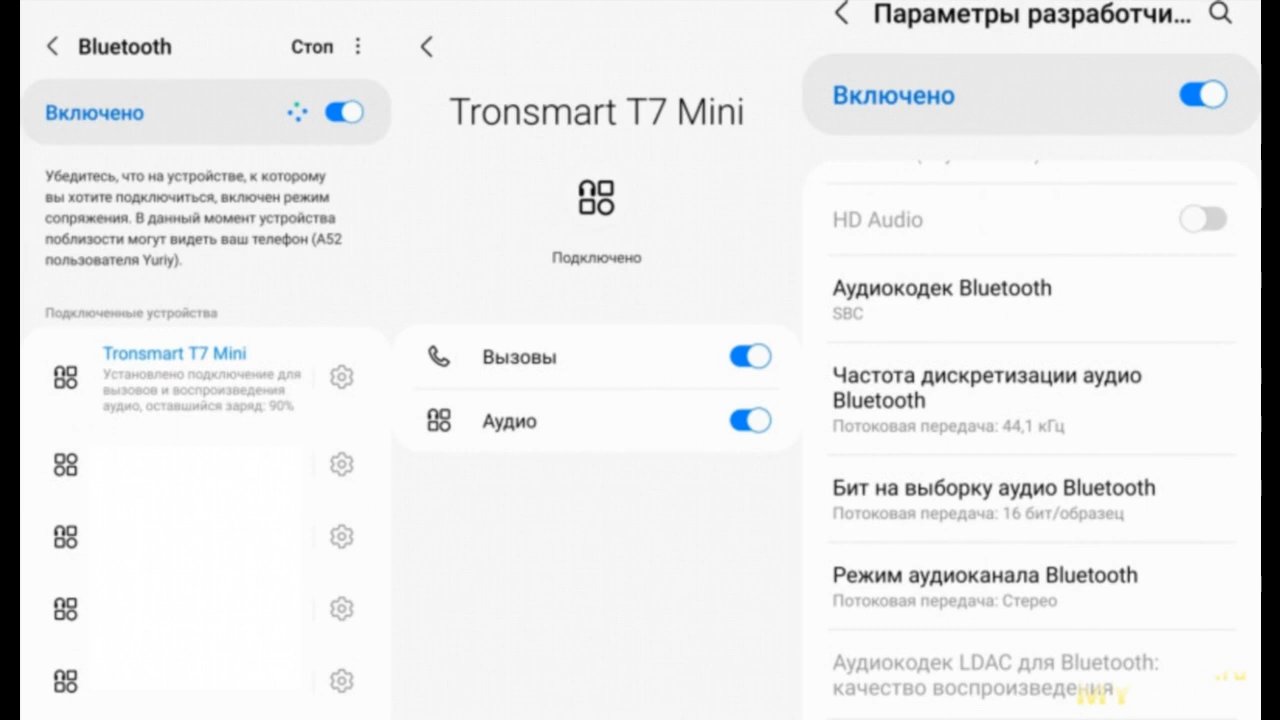 Bluetooth
Стоп
Включено
Убедитесь, что на устройстве, к которому
вы хотите подключиться, включен режим
сопряжения. В данный момент устройства
поблизости могут видеть ваш телефон (A52
пользователя Yuriy).
Подключенные устройства
Tronsmart T7 Mini
Установлено подключение для
вызовов и воспроизведения
аудио, оставшийся заряд: 90%
Tronsmart T7 Mini
Подключено
Вызовы
Аудио
Параметры разработчи...
Включено
HD Audio
Аудиокодек Bluetooth
SBC
Частота дискретизации аудио
Bluetooth
Потоковая передача: 44,1 кГц
Бит на выборку аудио Bluetooth
Потоковая передача: 16 бит/образец
Режим аудиоканала Bluetooth
Потоковая передача: Стерео
Аудиокодек LDAC для Bluetooth:
качество воспроизведения